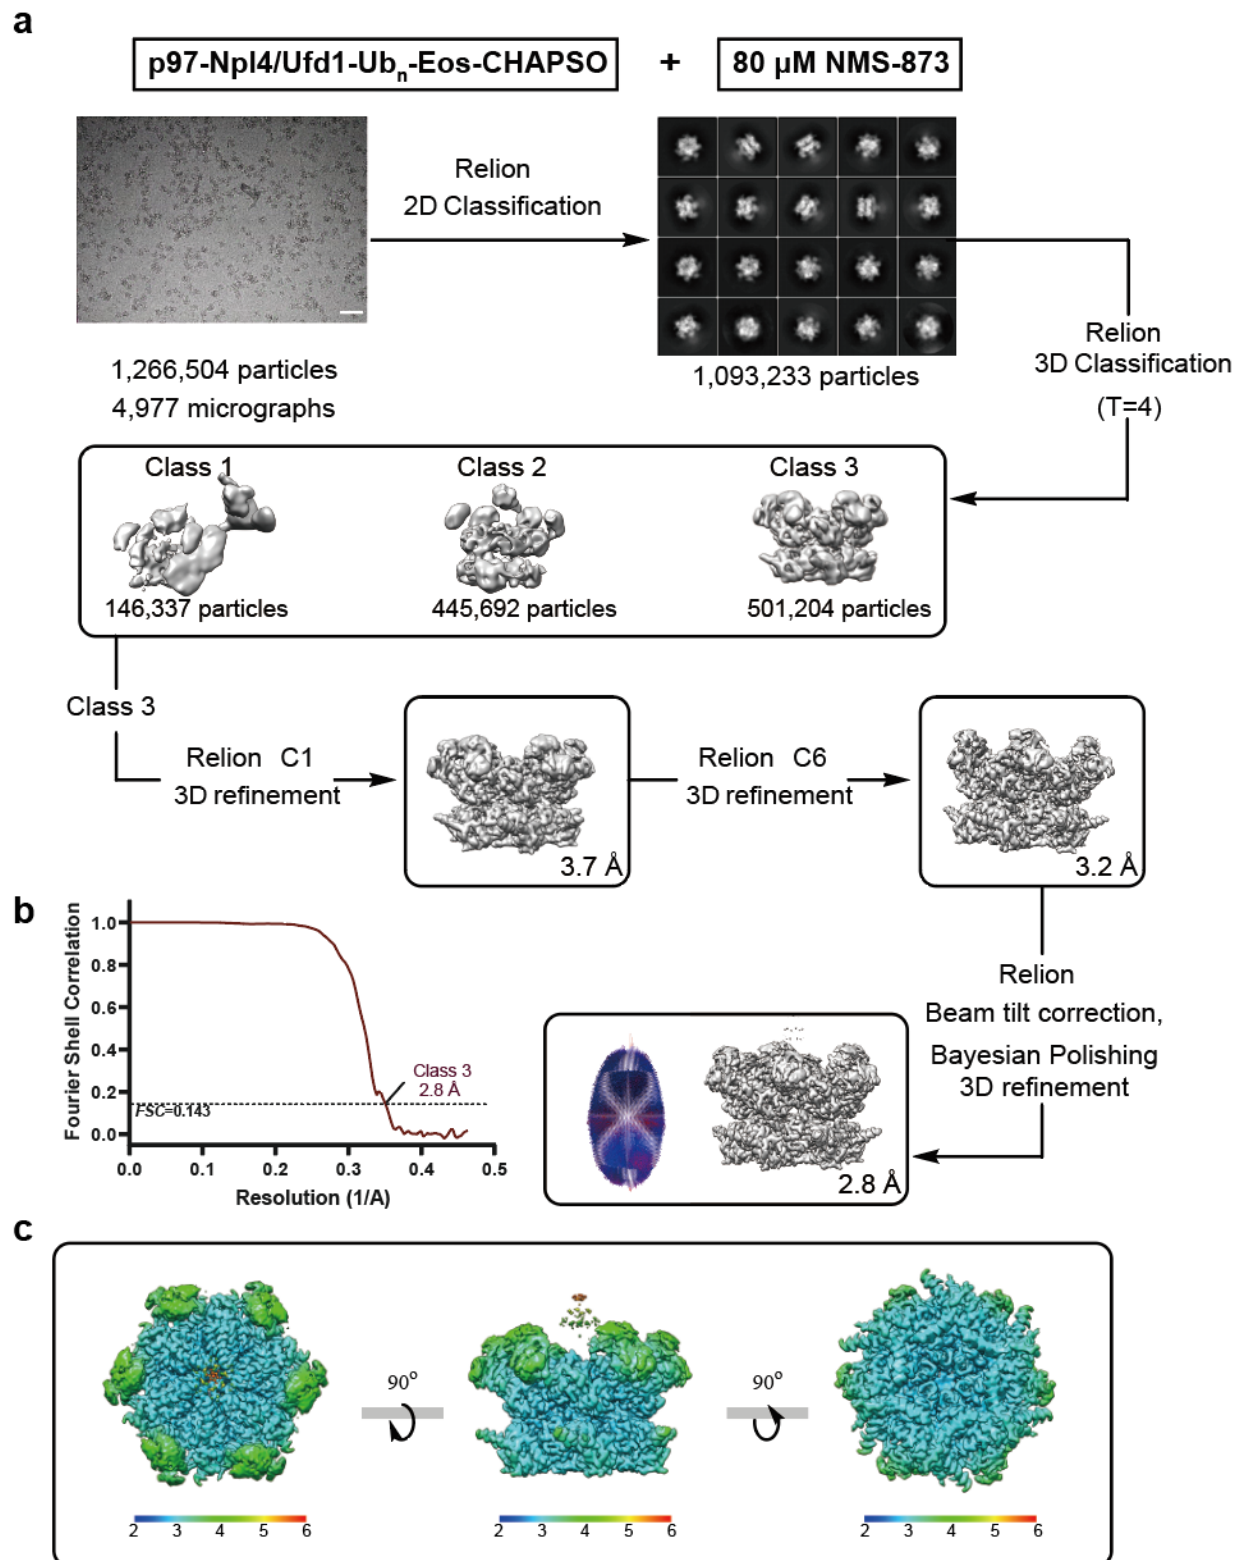 a
p97-Npl4/Ufd1-Ubn-Eos-CHAPSO + 80 µM NMS-873
Relion
2D Classification
1,266,504 particles
4,977 micrographs
1,093,233 particles
Relion
3D Classification
(T=4)
Class 1 Class 2 Class 3
146,337 particles 445,692 particles 501,204 particles
Class 3
Relion C1
3D refinement
3.7 Å
Relion C6
3D refinement
3.2 Å
Relion
Beam tilt correction,
Bayesian Polishing
3D refinement
2.8 Å
b
Fourier Shell Correlation
1.0
0.8
0.6
0.4
0.2
0.0
Class 3
2.8 Å
FSC=0.143
0.0 0.1 0.2 0.3 0.4 0.5
Resolution (1/A)
c
90° 90°
2 3 4 5 6 2 3 4 5 6 2 3 4 5 6